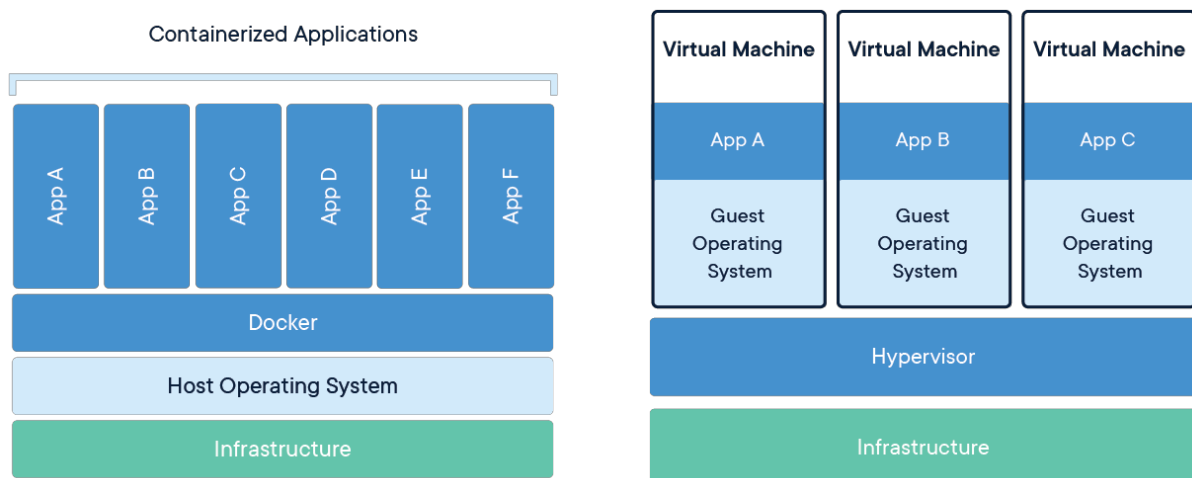 Containerized Applications
App A
App B
App C
App D
App E
App F
Docker
Host Operating System
Infrastructure
Virtual Machine
App A
Guest
Operating
System
Virtual Machine
App B
Guest
Operating
System
Virtual Machine
App C
Guest
Operating
System
Hypervisor
Infrastructure